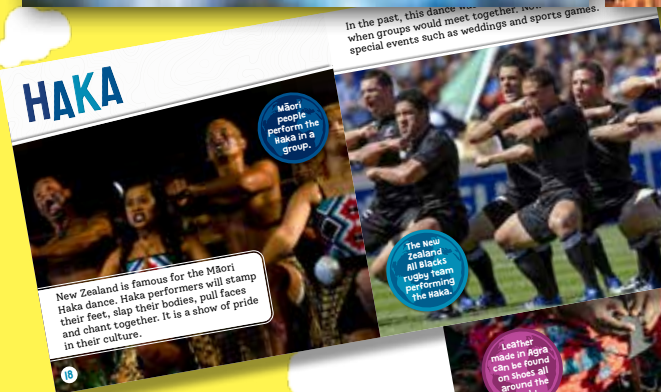 HAKA
Māori
people
perform the
Haka in a
group.
New Zealand is famous for the Māori
Haka dance. Haka performers will stamp
their feet, slap their bodies, pull faces
and chant together. It is a show of pride
in their culture.
18
In the past, this dance
when groups would meet together.
special events such as weddings and sports games.
The New
Zealand
All Blacks
rugby team
performing
the Haka.
Leather
made in Agra
can be found
on shoes all
around the